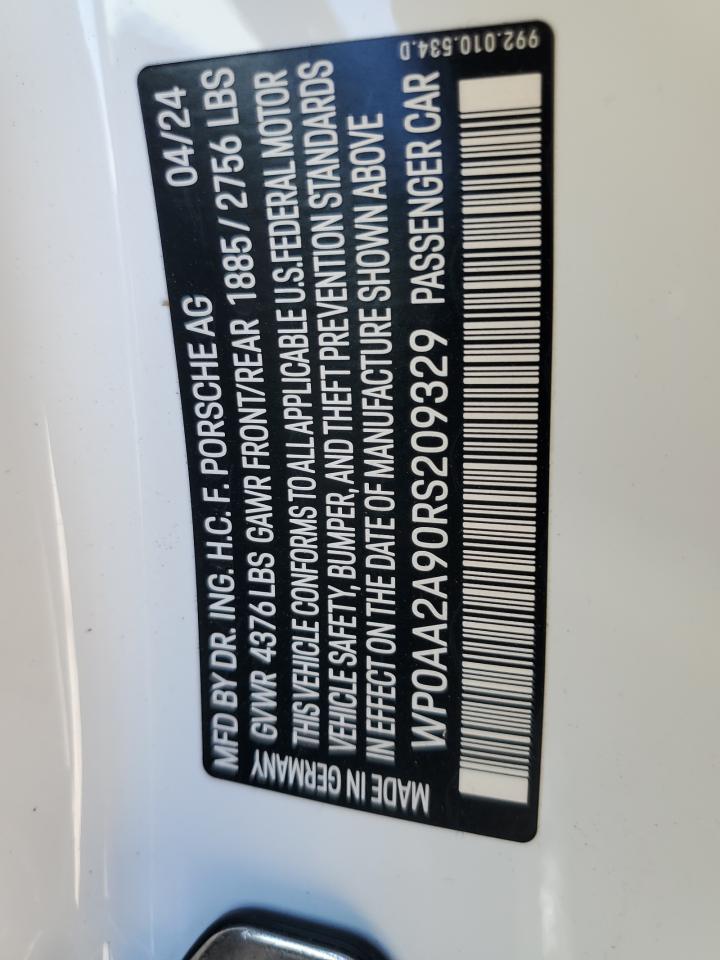 MFD BY DR. ING. H.C. F. PORSCHE AG 04/24
GVWR 4376 LBS GAWR FRONT/REAR 1885 / 2756 LBS
THIS VEHICLE CONFORMS TO ALL APPLICABLE U.S.FEDERAL MOTOR
VEHICLE SAFETY, BUMPER, AND THEFT PREVENTION STANDARDS
IN EFFECT ON THE DATE OF MANUFACTURE SHOWN ABOVE
WP0AA2A90RS209329 PASSENGER CAR
MADE IN GERMANY
992.010.534.D